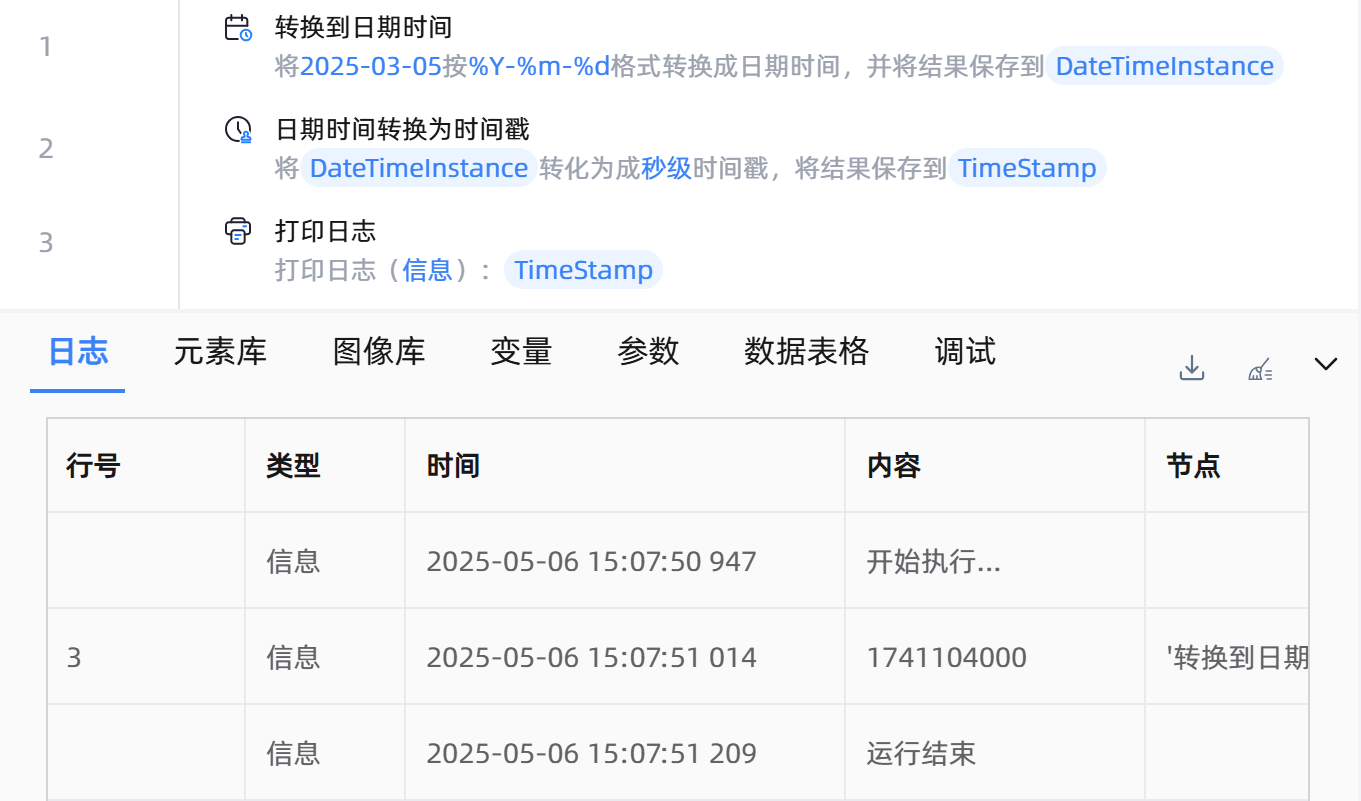 1
转换到日期时间
将2025-03-05按%Y-%m-%d格式转换成日期时间，并将结果保存到 DateTimeInstance
2
日期时间转换为时间戳
将 DateTimeInstance 转化为成秒级时间戳，将结果保存到 TimeStamp
3
打印日志
打印日志（信息）： TimeStamp
日志 元素库 图像库 变量 参数 数据表格 调试
行号 类型 时间 内容 节点
信息 2025-05-06 15:07:50 947 开始执行...
3 信息 2025-05-06 15:07:51 014 1741104000 '转换到日期
信息 2025-05-06 15:07:51 209 运行结束